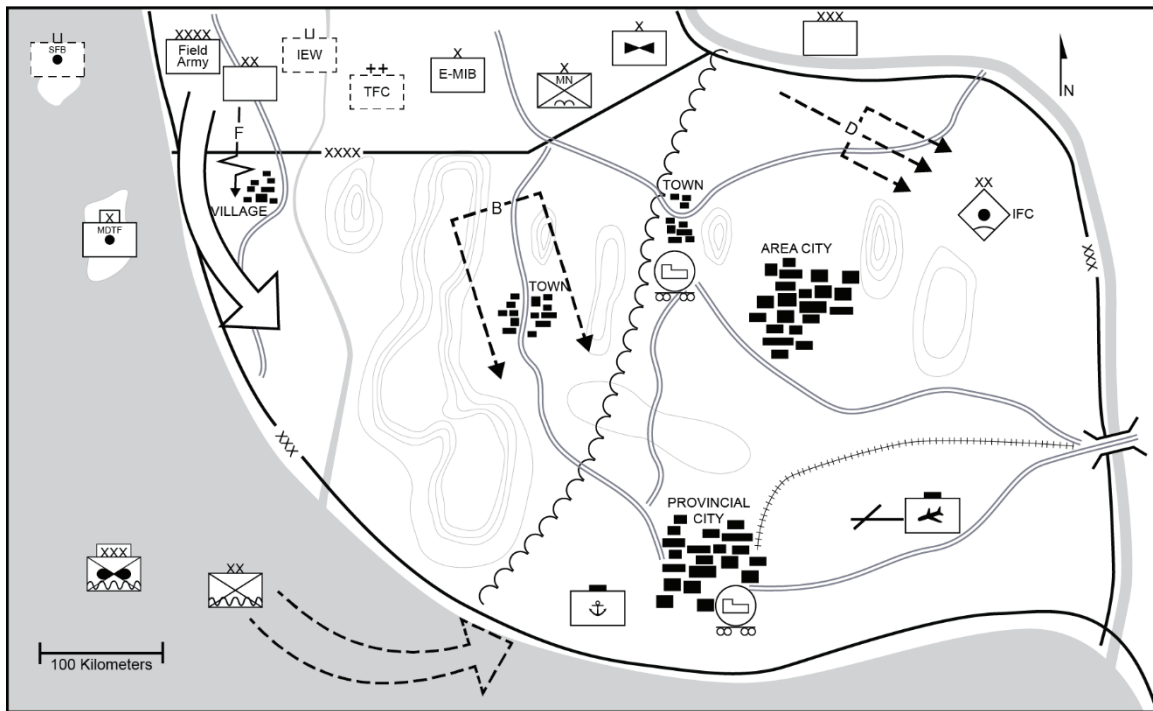 SFB
XXXX
Field
Army
XX
IEW
++
TFC
X
E-MIB
X
MN
X
XXX
N
F
XXXX
VILLAGE
B
TOWN
TOWN
D
XX
IFC
XXX
AREA CITY
X
MDTF
XXX
PROVINCIAL
CITY
XXX
XX
100 Kilometers